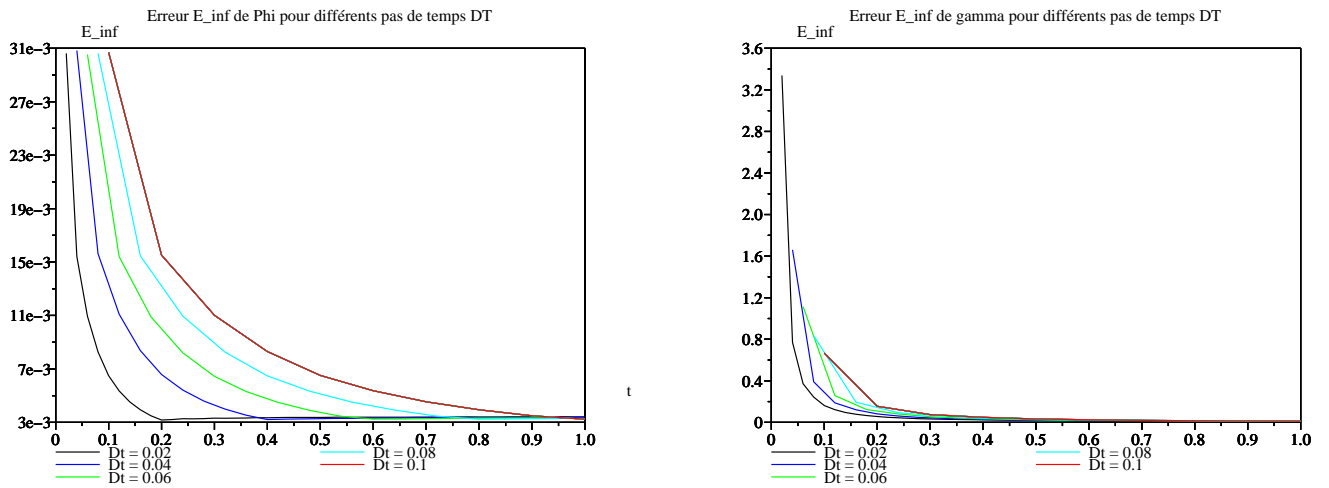 Erreur E_inf de Phi pour différents pas de temps DT
E_inf
31e−3
27e−3
23e−3
19e−3
15e−3
11e−3
7e−3
3e−3
0 0.1 0.2 0.3 0.4 0.5 0.6 0.7 0.8 0.9 1.0
t
Dt = 0.02
Dt = 0.04
Dt = 0.06
Dt = 0.08
Dt = 0.1
Erreur E_inf de gamma pour différents pas de temps DT
E_inf
3.6
3.2
2.8
2.4
2.0
1.6
1.2
0.8
0.4
0
0 0.1 0.2 0.3 0.4 0.5 0.6 0.7 0.8 0.9 1.0
Dt = 0.02
Dt = 0.04
Dt = 0.06
Dt = 0.08
Dt = 0.1